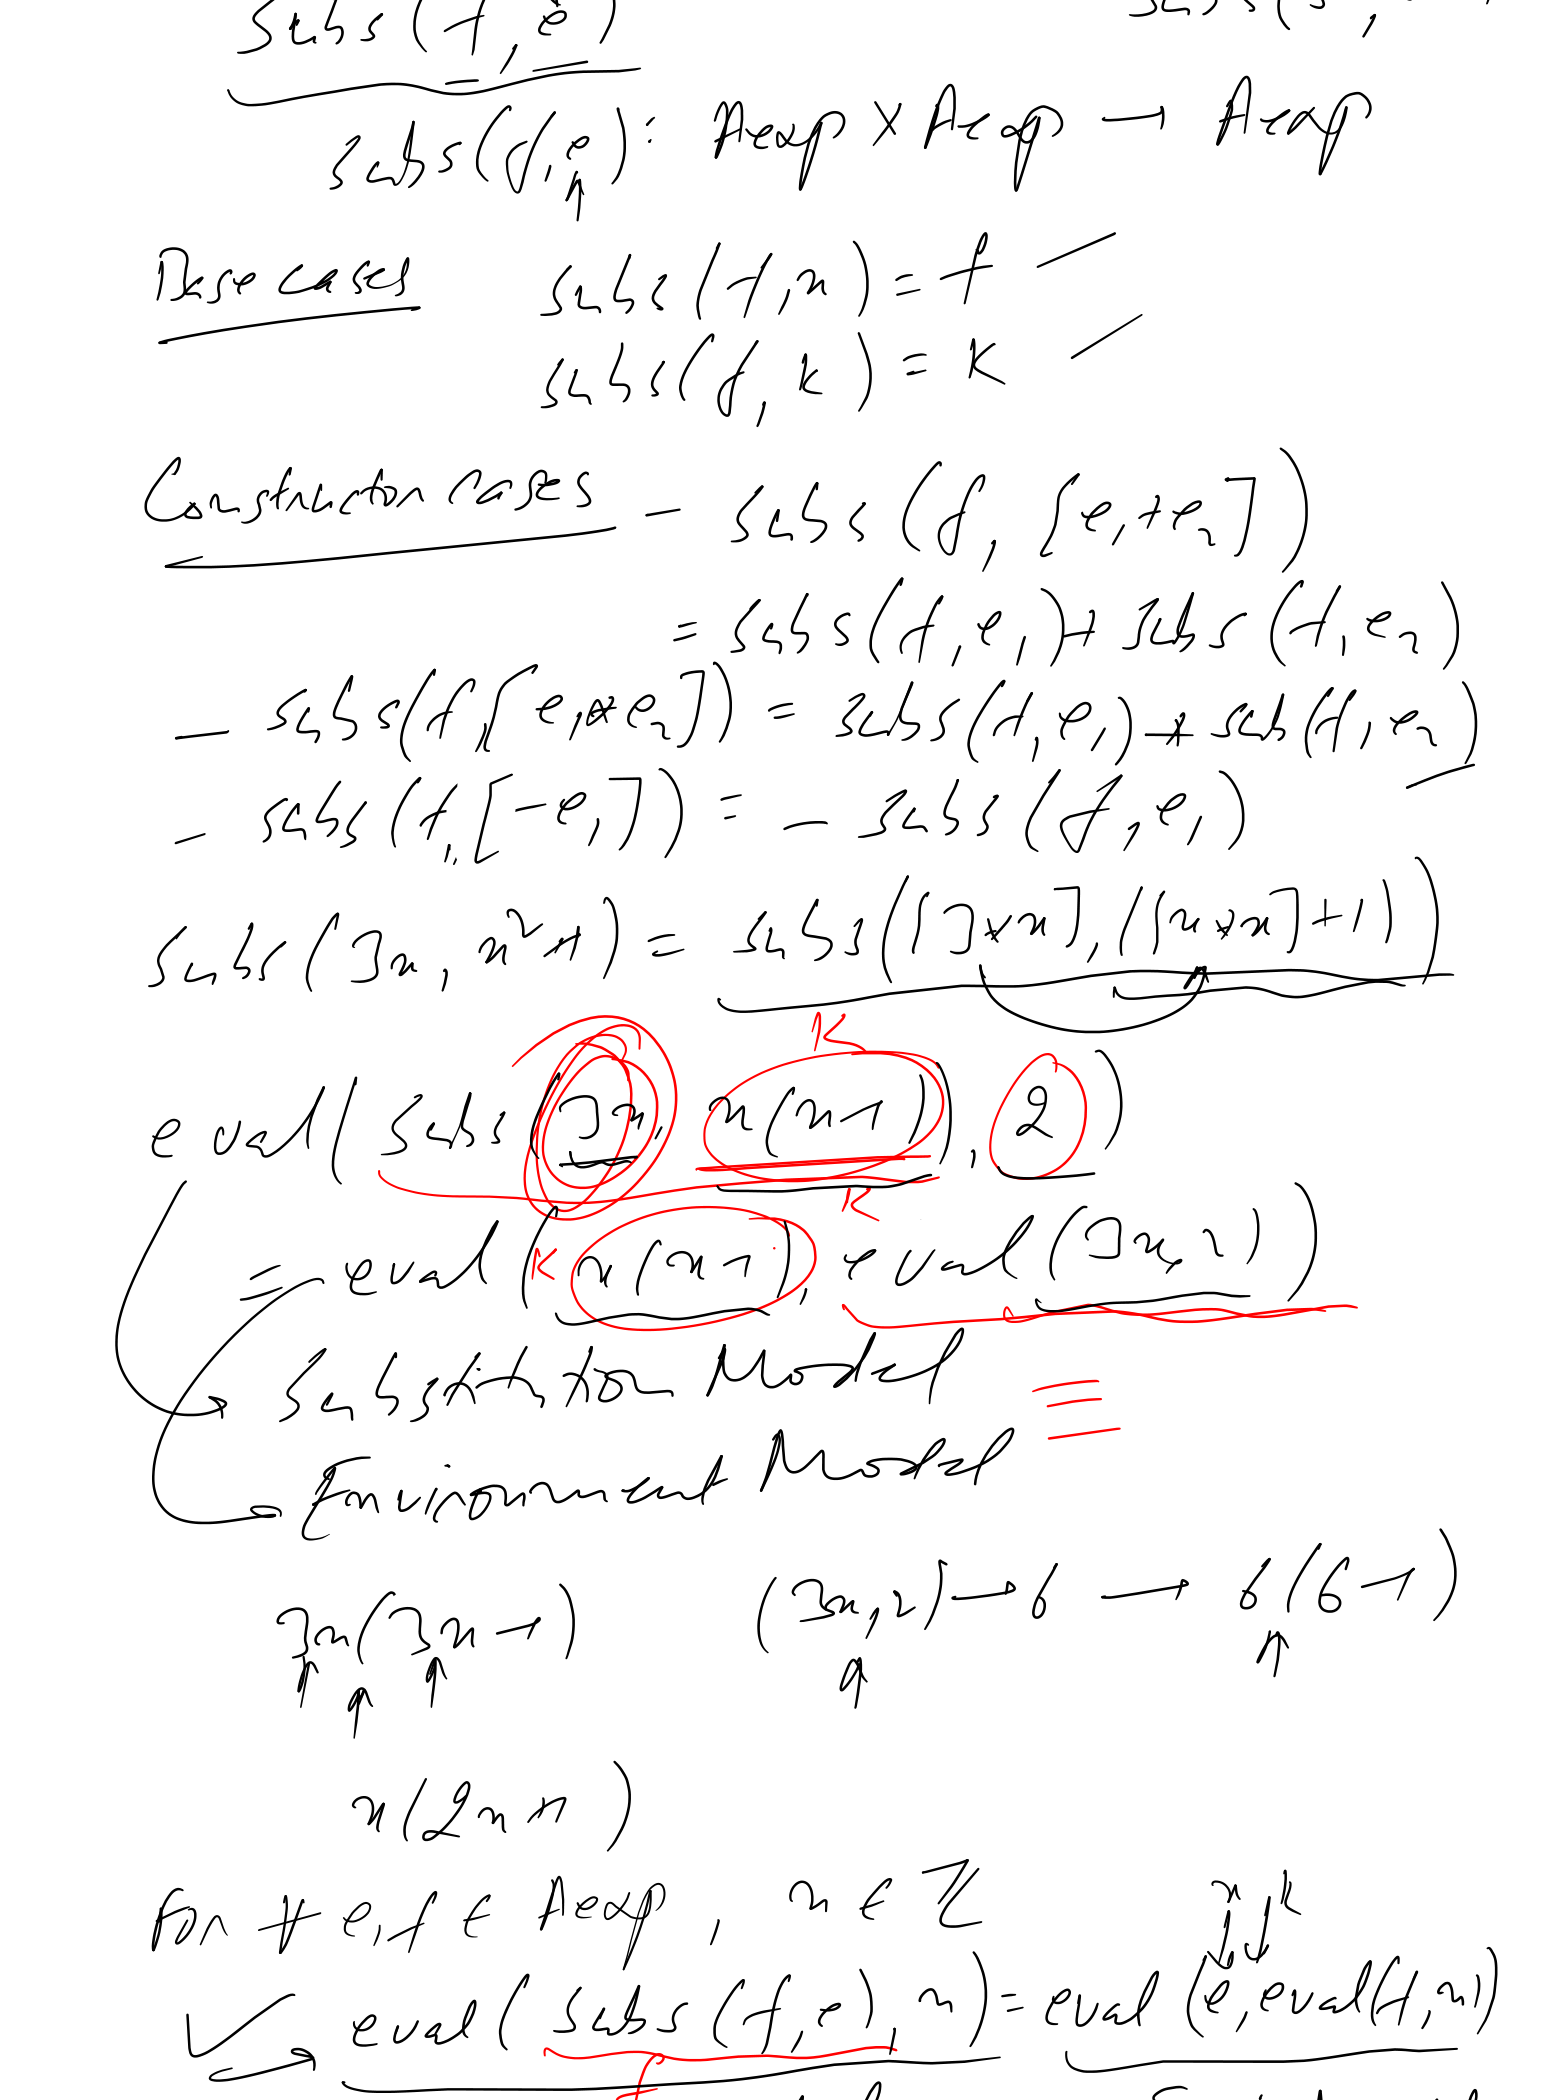 subs(f, e)
subs(f, e): Aexp × Aexp → Aexp
Base cases subs(f, x) = f
subs(f, k) = k
Constructor cases - subs(f, [e₁+e₂])
= subs(f, e₁) + subs(f, e₂)
- subs(f, [e₁*e₂]) = subs(f, e₁) * sub(f, e₂)
- subs(f, [-e₁]) = - subs(f, e₁)
subs(3x, x²+1) = subs([3*x], ([x*x]+1))
K
eval(subs(3x, x(x-1)), 2)
K
= eval(K x(x-1), eval(3x, 2))
Substitution Model
Environment Model
≡
3x(3x-1) (3x, 2) → 6 → 6(6-1)
x(2x+1)
For ∀ e, f ∈ Aexp, n ∈ ℤ
x k
eval(subs(f, e), n) = eval(e, eval(f, n))